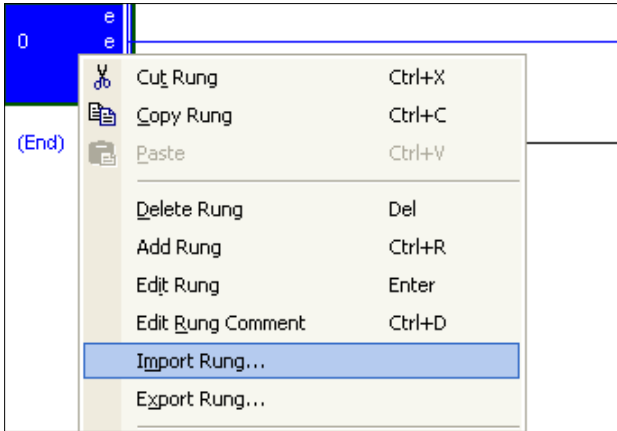 e
0 e
Cut Rung Ctrl+X
Copy Rung Ctrl+C
(End)
Paste Ctrl+V
Delete Rung Del
Add Rung Ctrl+R
Edit Rung Enter
Edit Rung Comment Ctrl+D
Import Rung...
Export Rung...